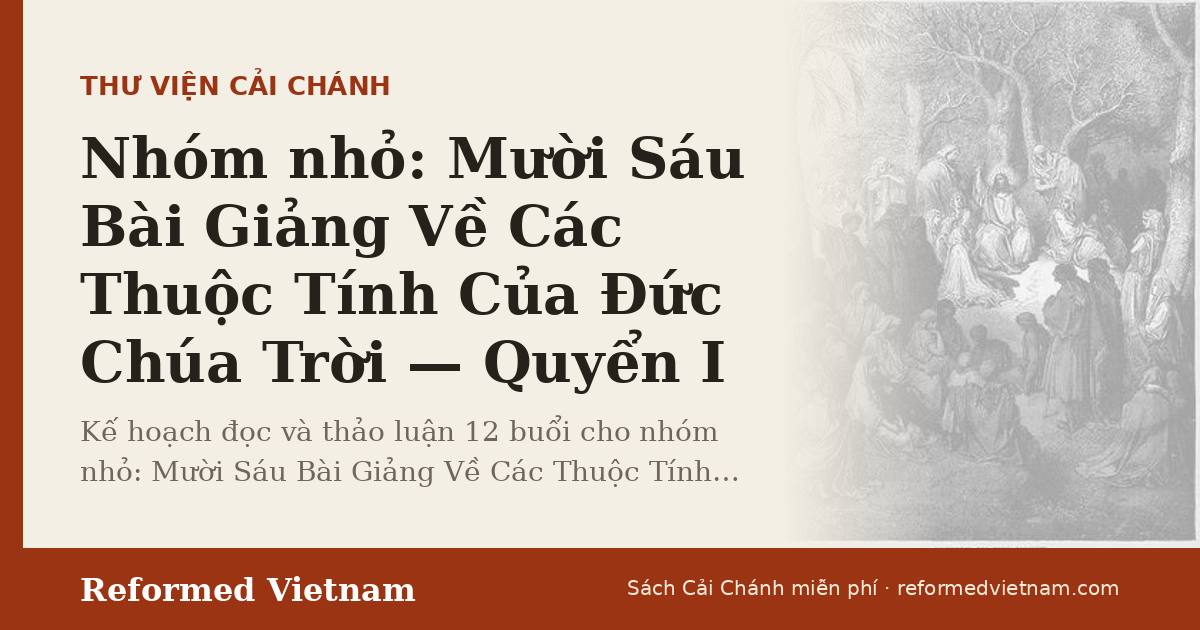 THƯ VIỆN CẢI CHÁNH
Nhóm nhỏ: Mười Sáu
Bài Giảng Về Các
Thuộc Tính Của Đức
Chúa Trời — Quyển I
Kế hoạch đọc và thảo luận 12 buổi cho nhóm
nhỏ: Mười Sáu Bài Giảng Về Các Thuộc Tính...
Reformed Vietnam
Sách Cải Chánh miễn phí · reformedvietnam.com